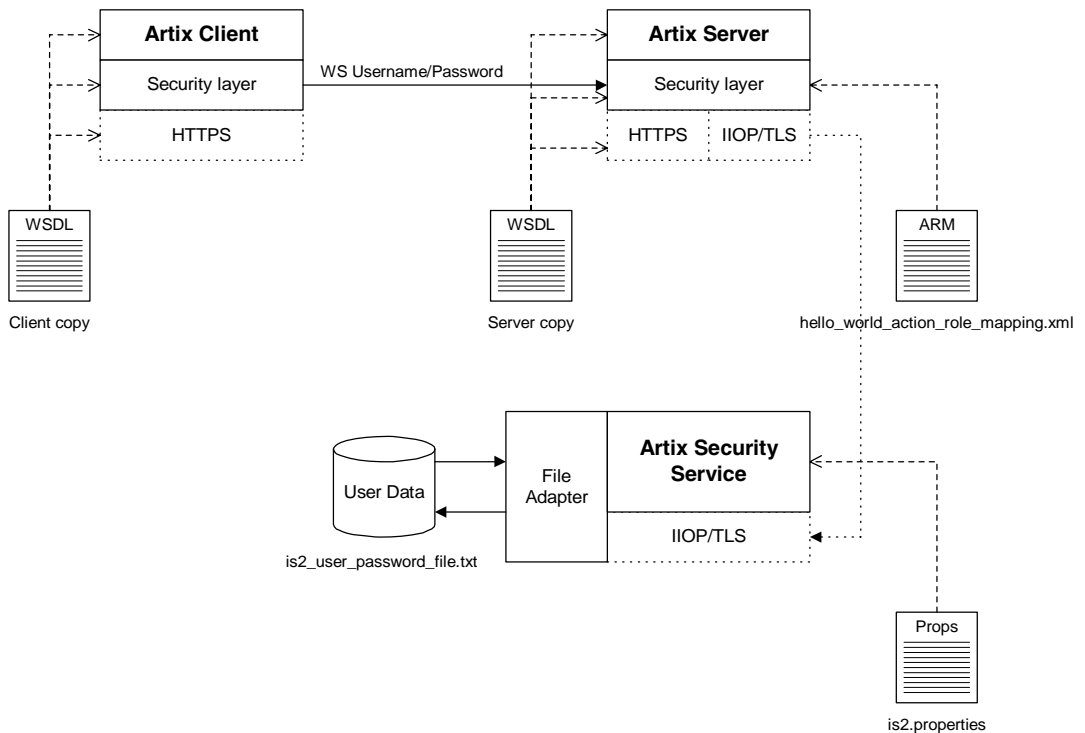 Artix Client
Artix Server
WS Username/Password
Security layer
Security layer
HTTPS
HTTPS
IIOP/TLS
WSDL
WSDL
ARM
Client copy
Server copy
hello_world_action_role_mapping.xml
Artix Security
Service
File
Adapter
User Data
IIOP/TLS
is2_user_password_file.txt
Props
is2.properties